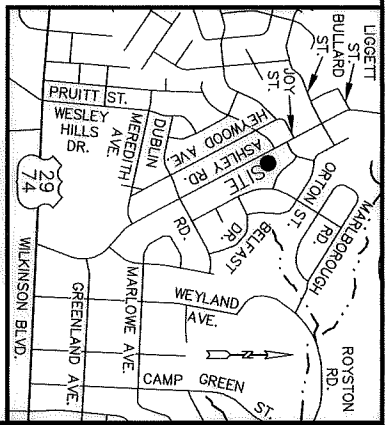 LIGGETT
ST.
BULLARD
ST.
JOY
ST.
PRUITT ST.
WESLEY
HILLS
DR.
MEREDITH
AVE.
DUBLIN
RD.
HEYWOOD AVE.
ASHLEY RD.
SITE
ORTON ST.
MARLBOROUGH
RD.
BELFAST
DR.
29
74
WILKINSON BLVD.
GREENLAND AVE.
MARLOWE AVE.
WEYLAND
AVE.
CAMP GREEN
ST.
ROYSTON
RD.
N